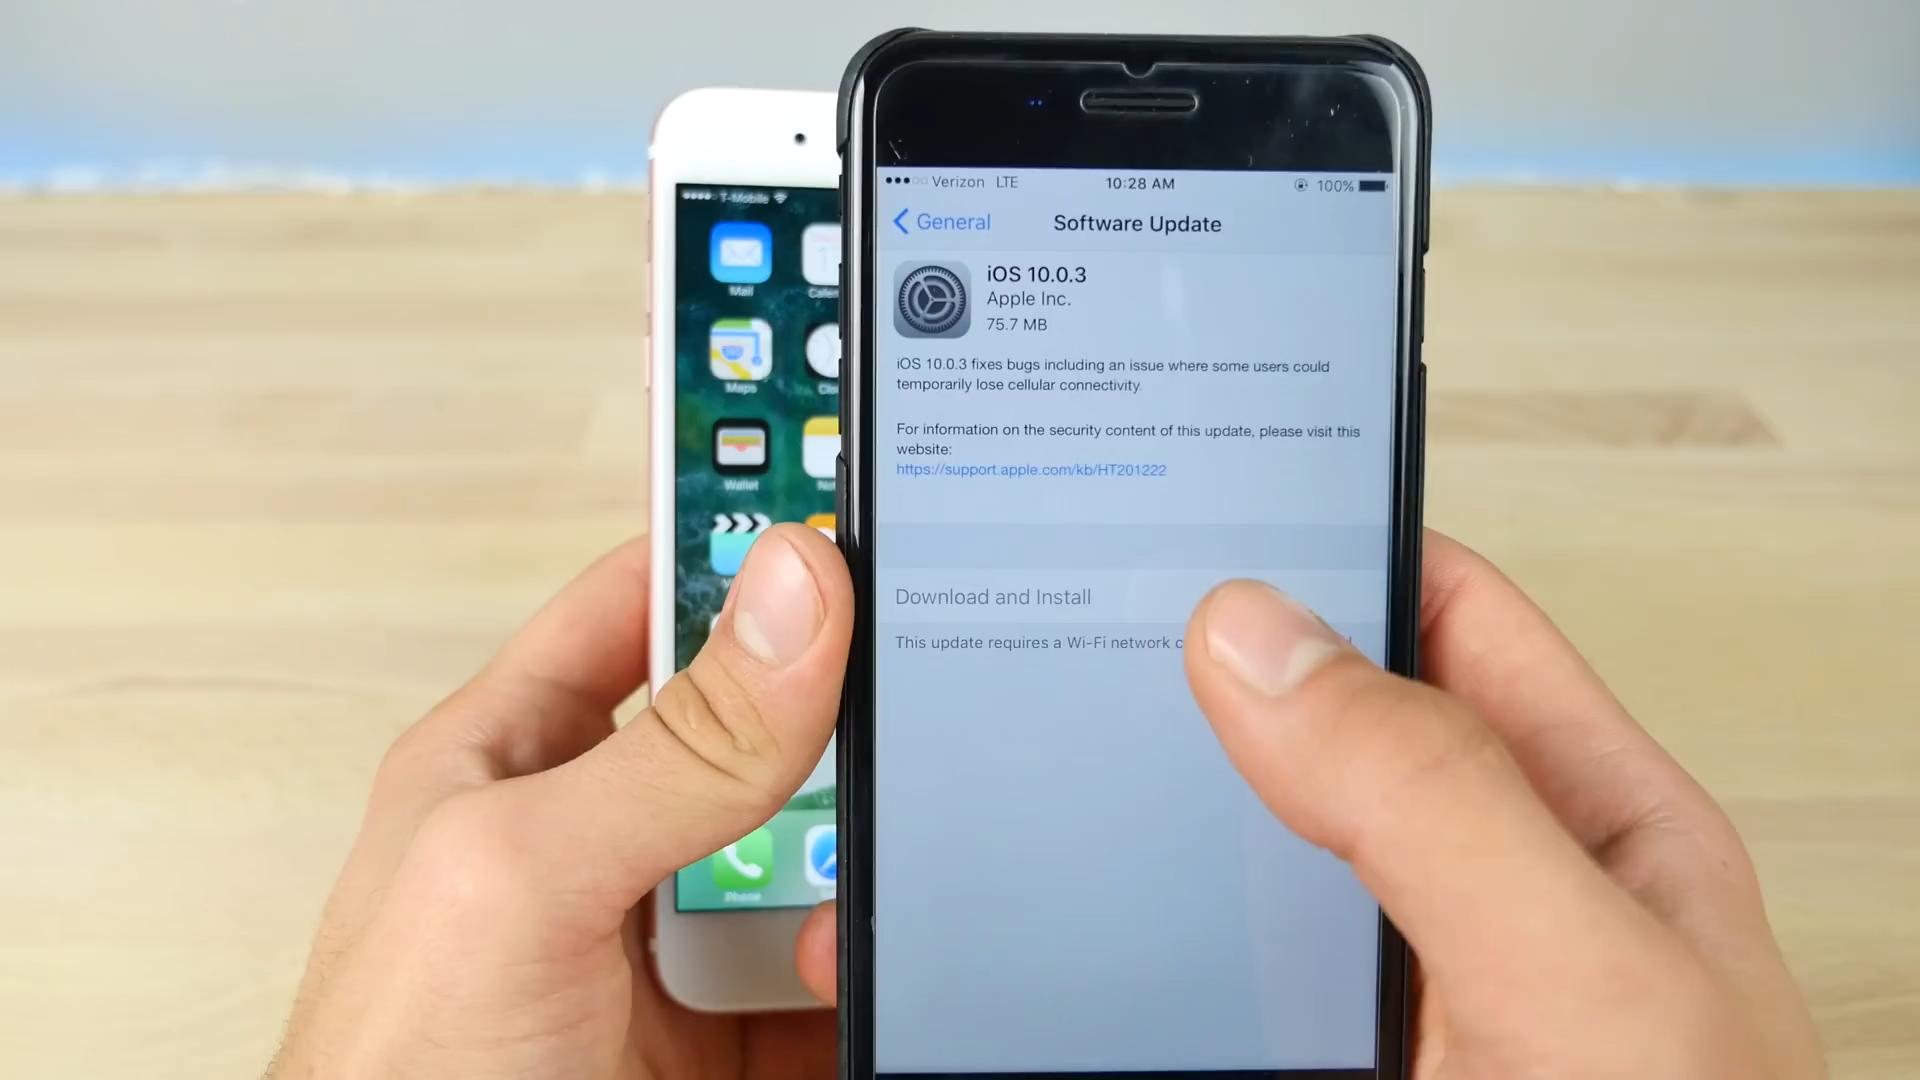 Verizon LTE 10:28 AM 100%
General Software Update
iOS 10.0.3
Apple Inc.
75.7 MB
iOS 10.0.3 fixes bugs including an issue where some users could
temporarily lose cellular connectivity.
For information on the security content of this update, please visit this
website:
https://support.apple.com/kb/HT201222
Download and Install
This update requires a Wi-Fi network
T-Mobile
Mail
Maps
Wallet
Phone